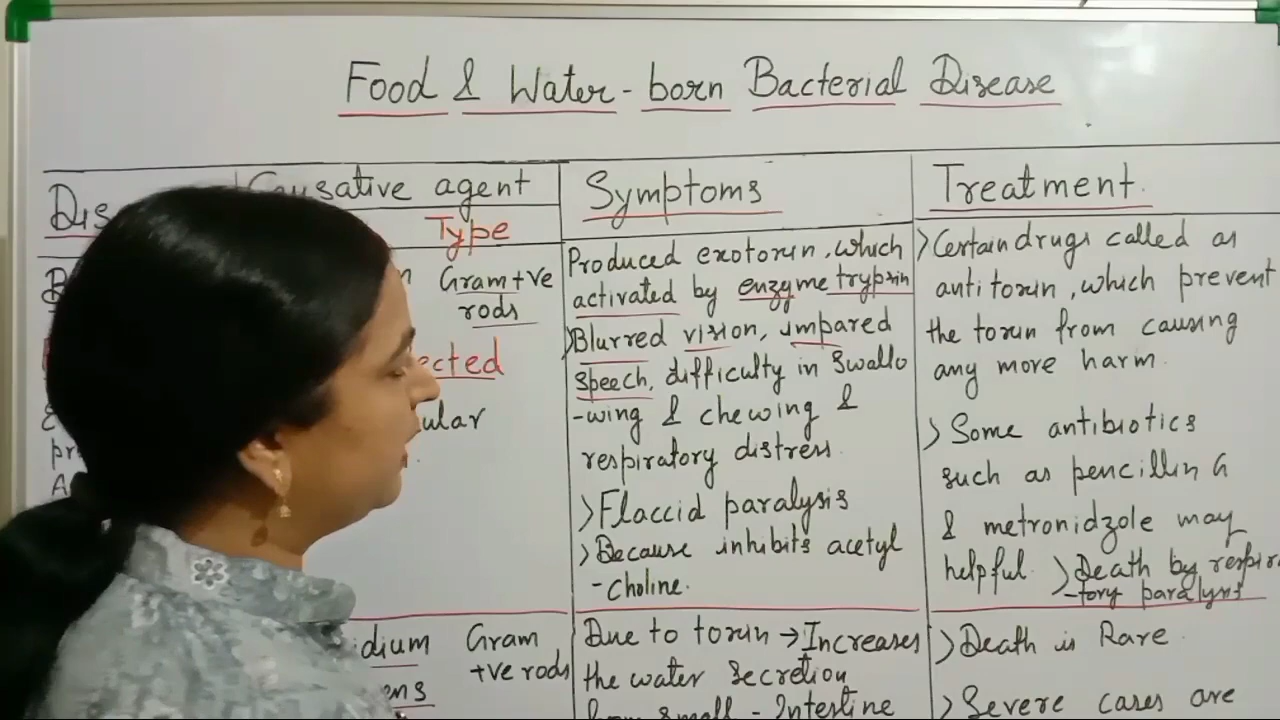 Food & Water-born Bacterial Disease
Causative agent
Type
Gram+ve
rods
Symptoms
Produced exotoxin, which
activated by enzyme trypsin
>Blurred vision, impared
speech, difficulty in swallo
-wing & chewing &
respiratory distress.
>Flaccid paralysis
>Because inhibits acetyl
-choline.
Treatment.
>Certain drugs called as
antitoxin, which prevent
the toxin from causing
any more harm.
>Some antibiotics
such as pencillin G
& metronidzole may
helpful. >Death by respira
-tory paralysis
Gram
+ve rods
Due to toxin → Increases
the water secretion
from small - Intestine
>Death is Rare.
>Severe cases are